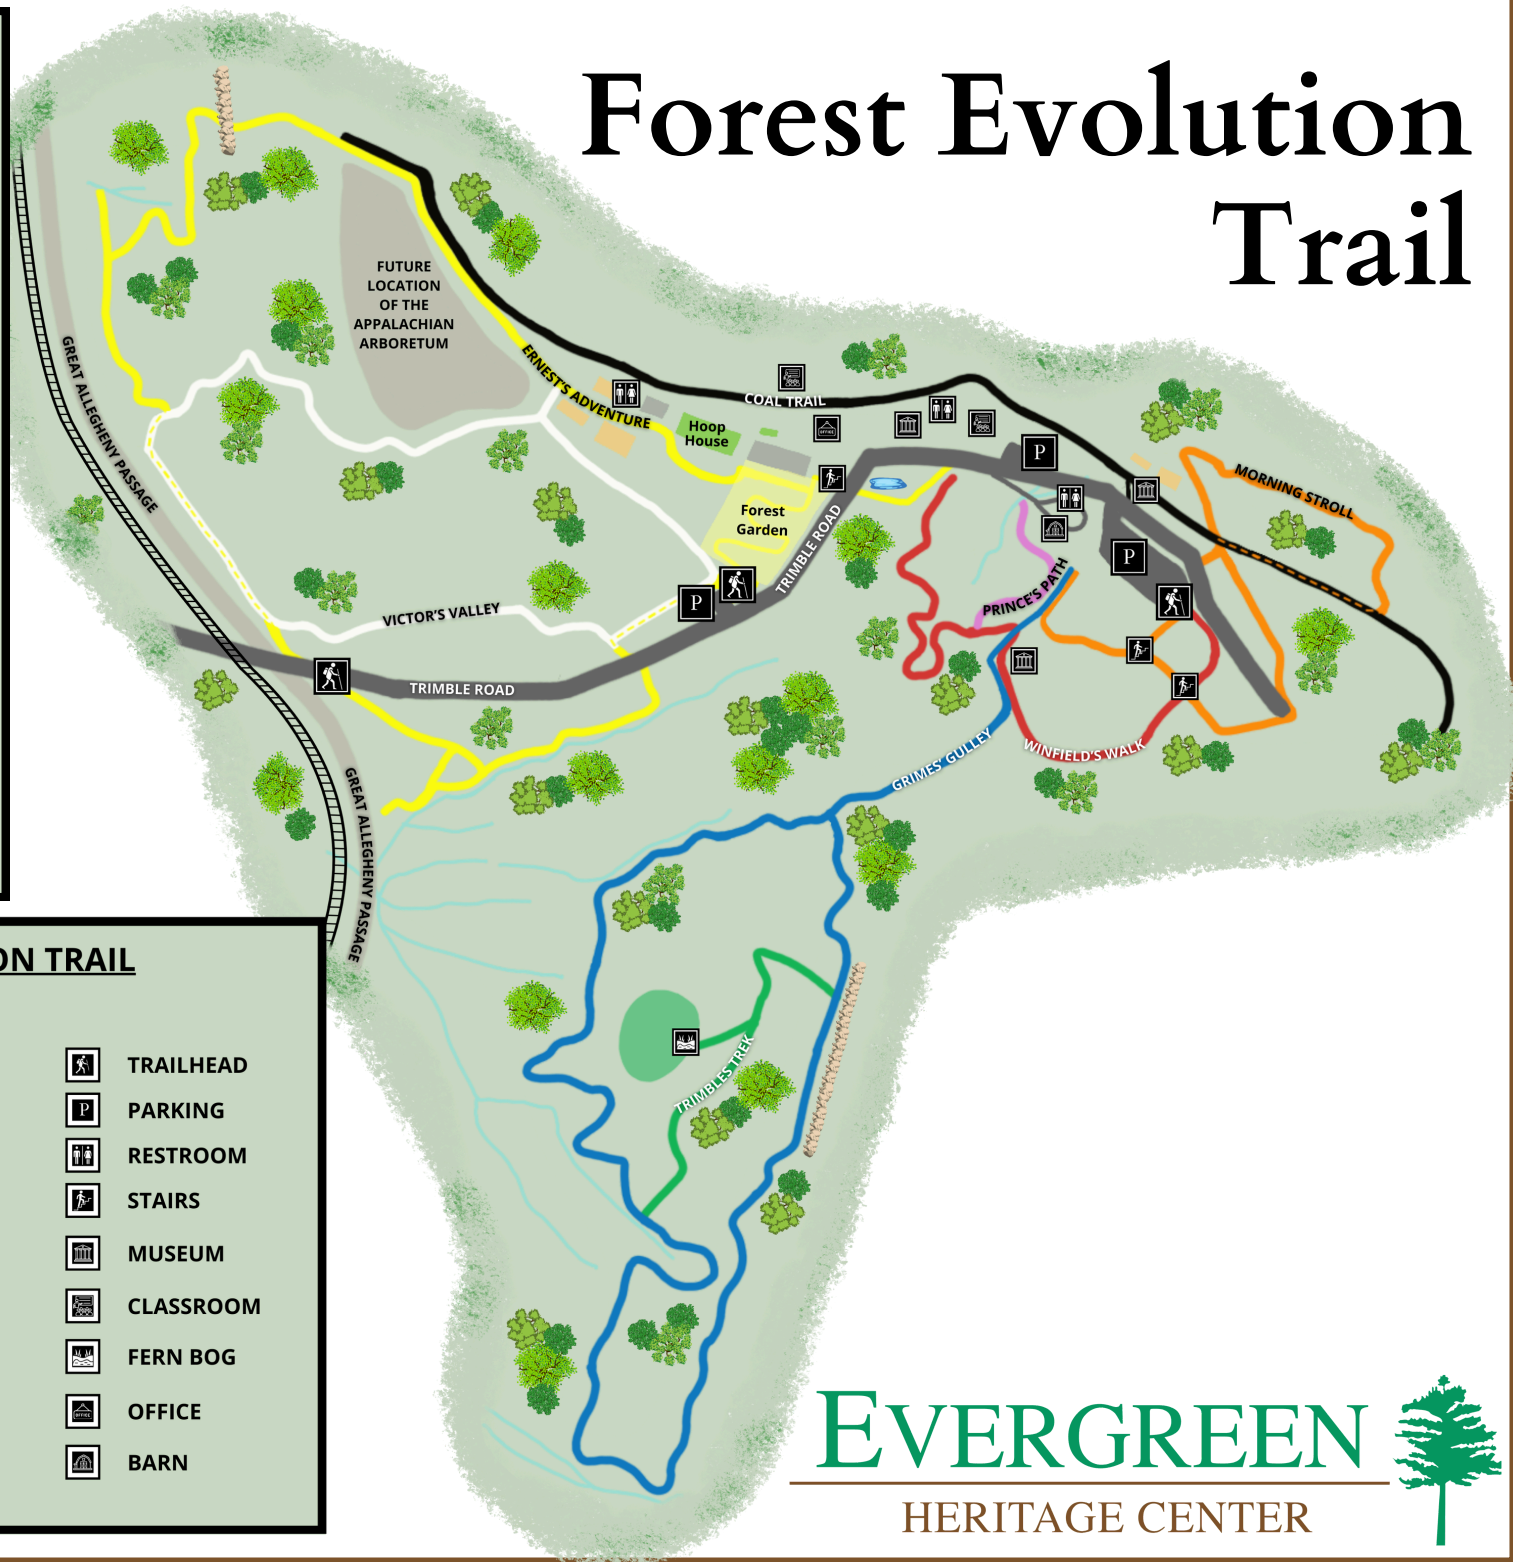 Forest Evolution
Trail
FUTURE
LOCATION
OF THE
APPALACHIAN
ARBORETUM
GREAT ALLEGHENY PASSAGE
ERNEST'S ADVENTURE
COAL TRAIL
OFFICE
Hoop
House
P
MORNING STROLL
Forest
Garden
TRIMBLE ROAD
P
P
PRINCE'S PATH
VICTOR'S VALLEY
TRIMBLE ROAD
WINFIELD'S WALK
GRIMES' GULLEY
GREAT ALLEGHENY PASSAGE
TRIMBLES TREK
ON TRAIL
TRAILHEAD
P PARKING
RESTROOM
STAIRS
MUSEUM
CLASSROOM
FERN BOG
OFFICE OFFICE
BARN
EVERGREEN
HERITAGE CENTER